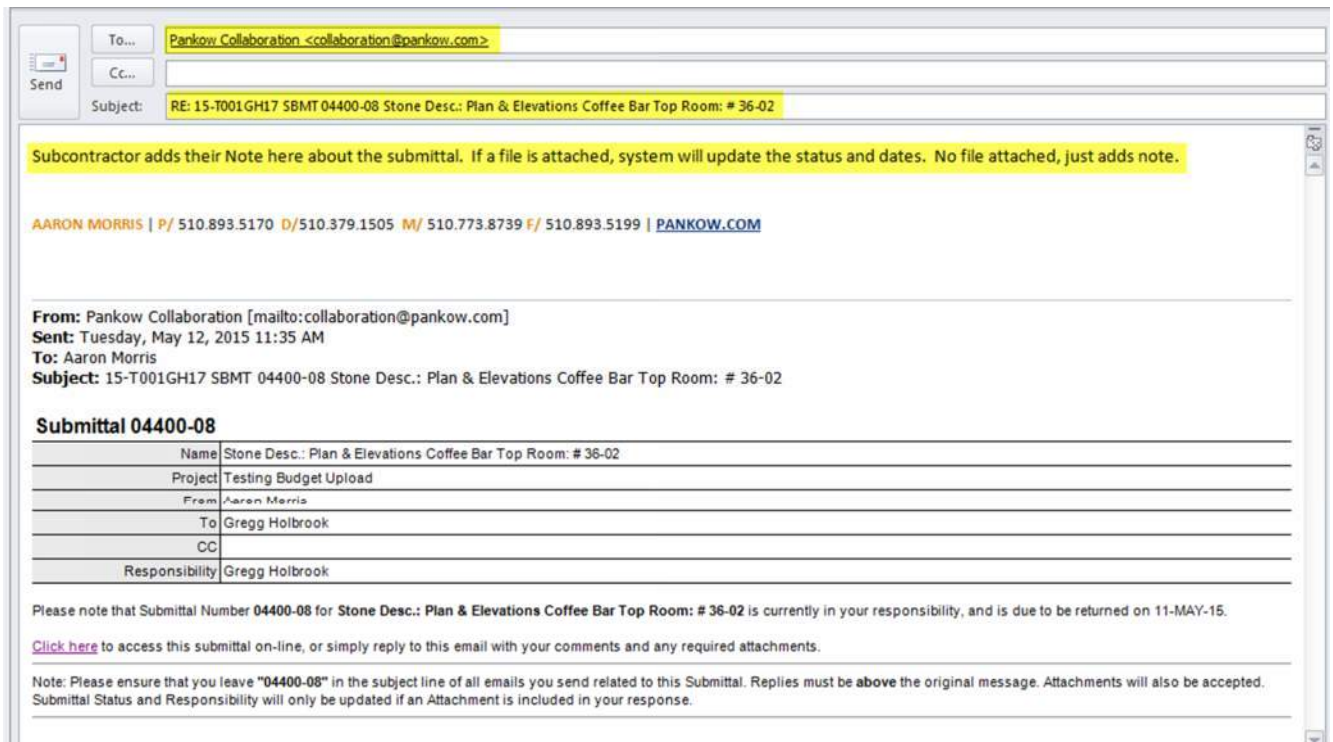 To...
Pankow Collaboration <collaboration@pankow.com>
Send
Cc...
Subject:
RE: 15-T001GH17 SBMT 04400-08 Stone Desc.: Plan & Elevations Coffee Bar Top Room: # 36-02
Subcontractor adds their Note here about the submittal. If a file is attached, system will update the status and dates. No file attached, just adds note.
AARON MORRIS | P/ 510.893.5170 D/510.379.1505 M/ 510.773.8739 F/ 510.893.5199 | PANKOW.COM
From: Pankow Collaboration [mailto:collaboration@pankow.com]
Sent: Tuesday, May 12, 2015 11:35 AM
To: Aaron Morris
Subject: 15-T001GH17 SBMT 04400-08 Stone Desc.: Plan & Elevations Coffee Bar Top Room: # 36-02
Submittal 04400-08
Name Stone Desc.: Plan & Elevations Coffee Bar Top Room: # 36-02
Project Testing Budget Upload
From Aaron Morris
To Gregg Holbrook
CC
Responsibility Gregg Holbrook
Please note that Submittal Number 04400-08 for Stone Desc.: Plan & Elevations Coffee Bar Top Room: # 36-02 is currently in your responsibility, and is due to be returned on 11-MAY-15.
Click here to access this submittal on-line, or simply reply to this email with your comments and any required attachments.
Note: Please ensure that you leave "04400-08" in the subject line of all emails you send related to this Submittal. Replies must be above the original message. Attachments will also be accepted.
Submittal Status and Responsibility will only be updated if an Attachment is included in your response.